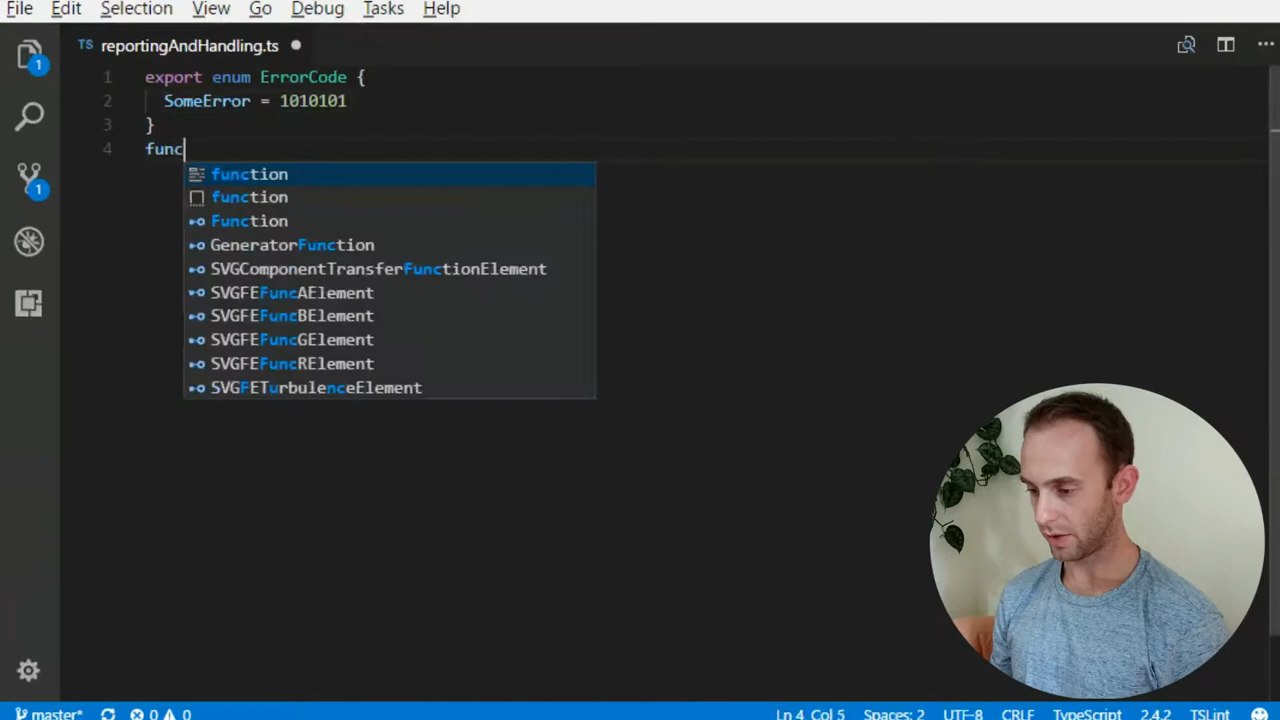 File Edit Selection View Go Debug Tasks Help
TS reportingAndHandling.ts
1 export enum ErrorCode {
2 SomeError = 1010101
3 }
4 func
function
function
Function
GeneratorFunction
SVGComponentTransferFunctionElement
SVGFEFuncAElement
SVGFEFuncBElement
SVGFEFuncGElement
SVGFEFuncRElement
SVGFETurbulenceElement
1
1
master* 0 0 Ln 4, Col 5 Spaces: 2 UTF-8 CRLF TypeScript 2.4.2 TSLint